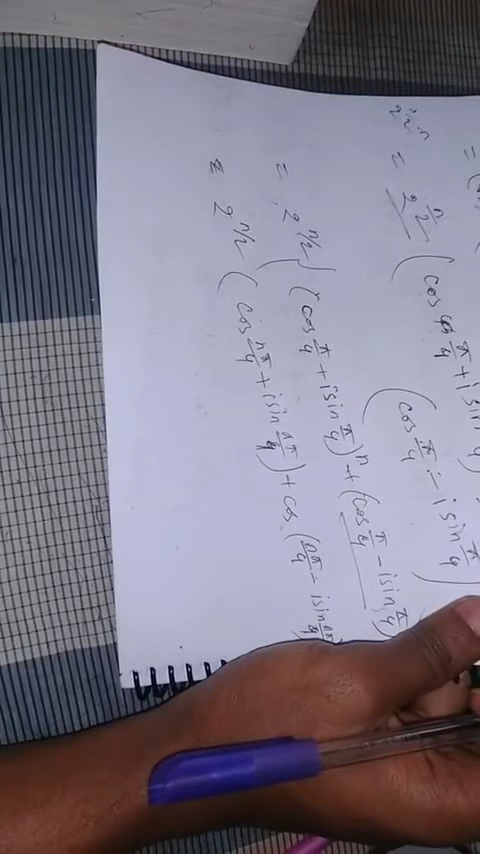 = (
2^{n/2} = 2^{n/2} (cos π/4 + i sin
(cos π/4 - i sin π/4)
= 2^{n/2} { (cos π/4 + i sin π/4)^n + (cos π/4 - i sin π/4)
= 2^{n/2} ( cos nπ/4 + i sin nπ/4) + cos (nπ/4 - i sin nπ/4)